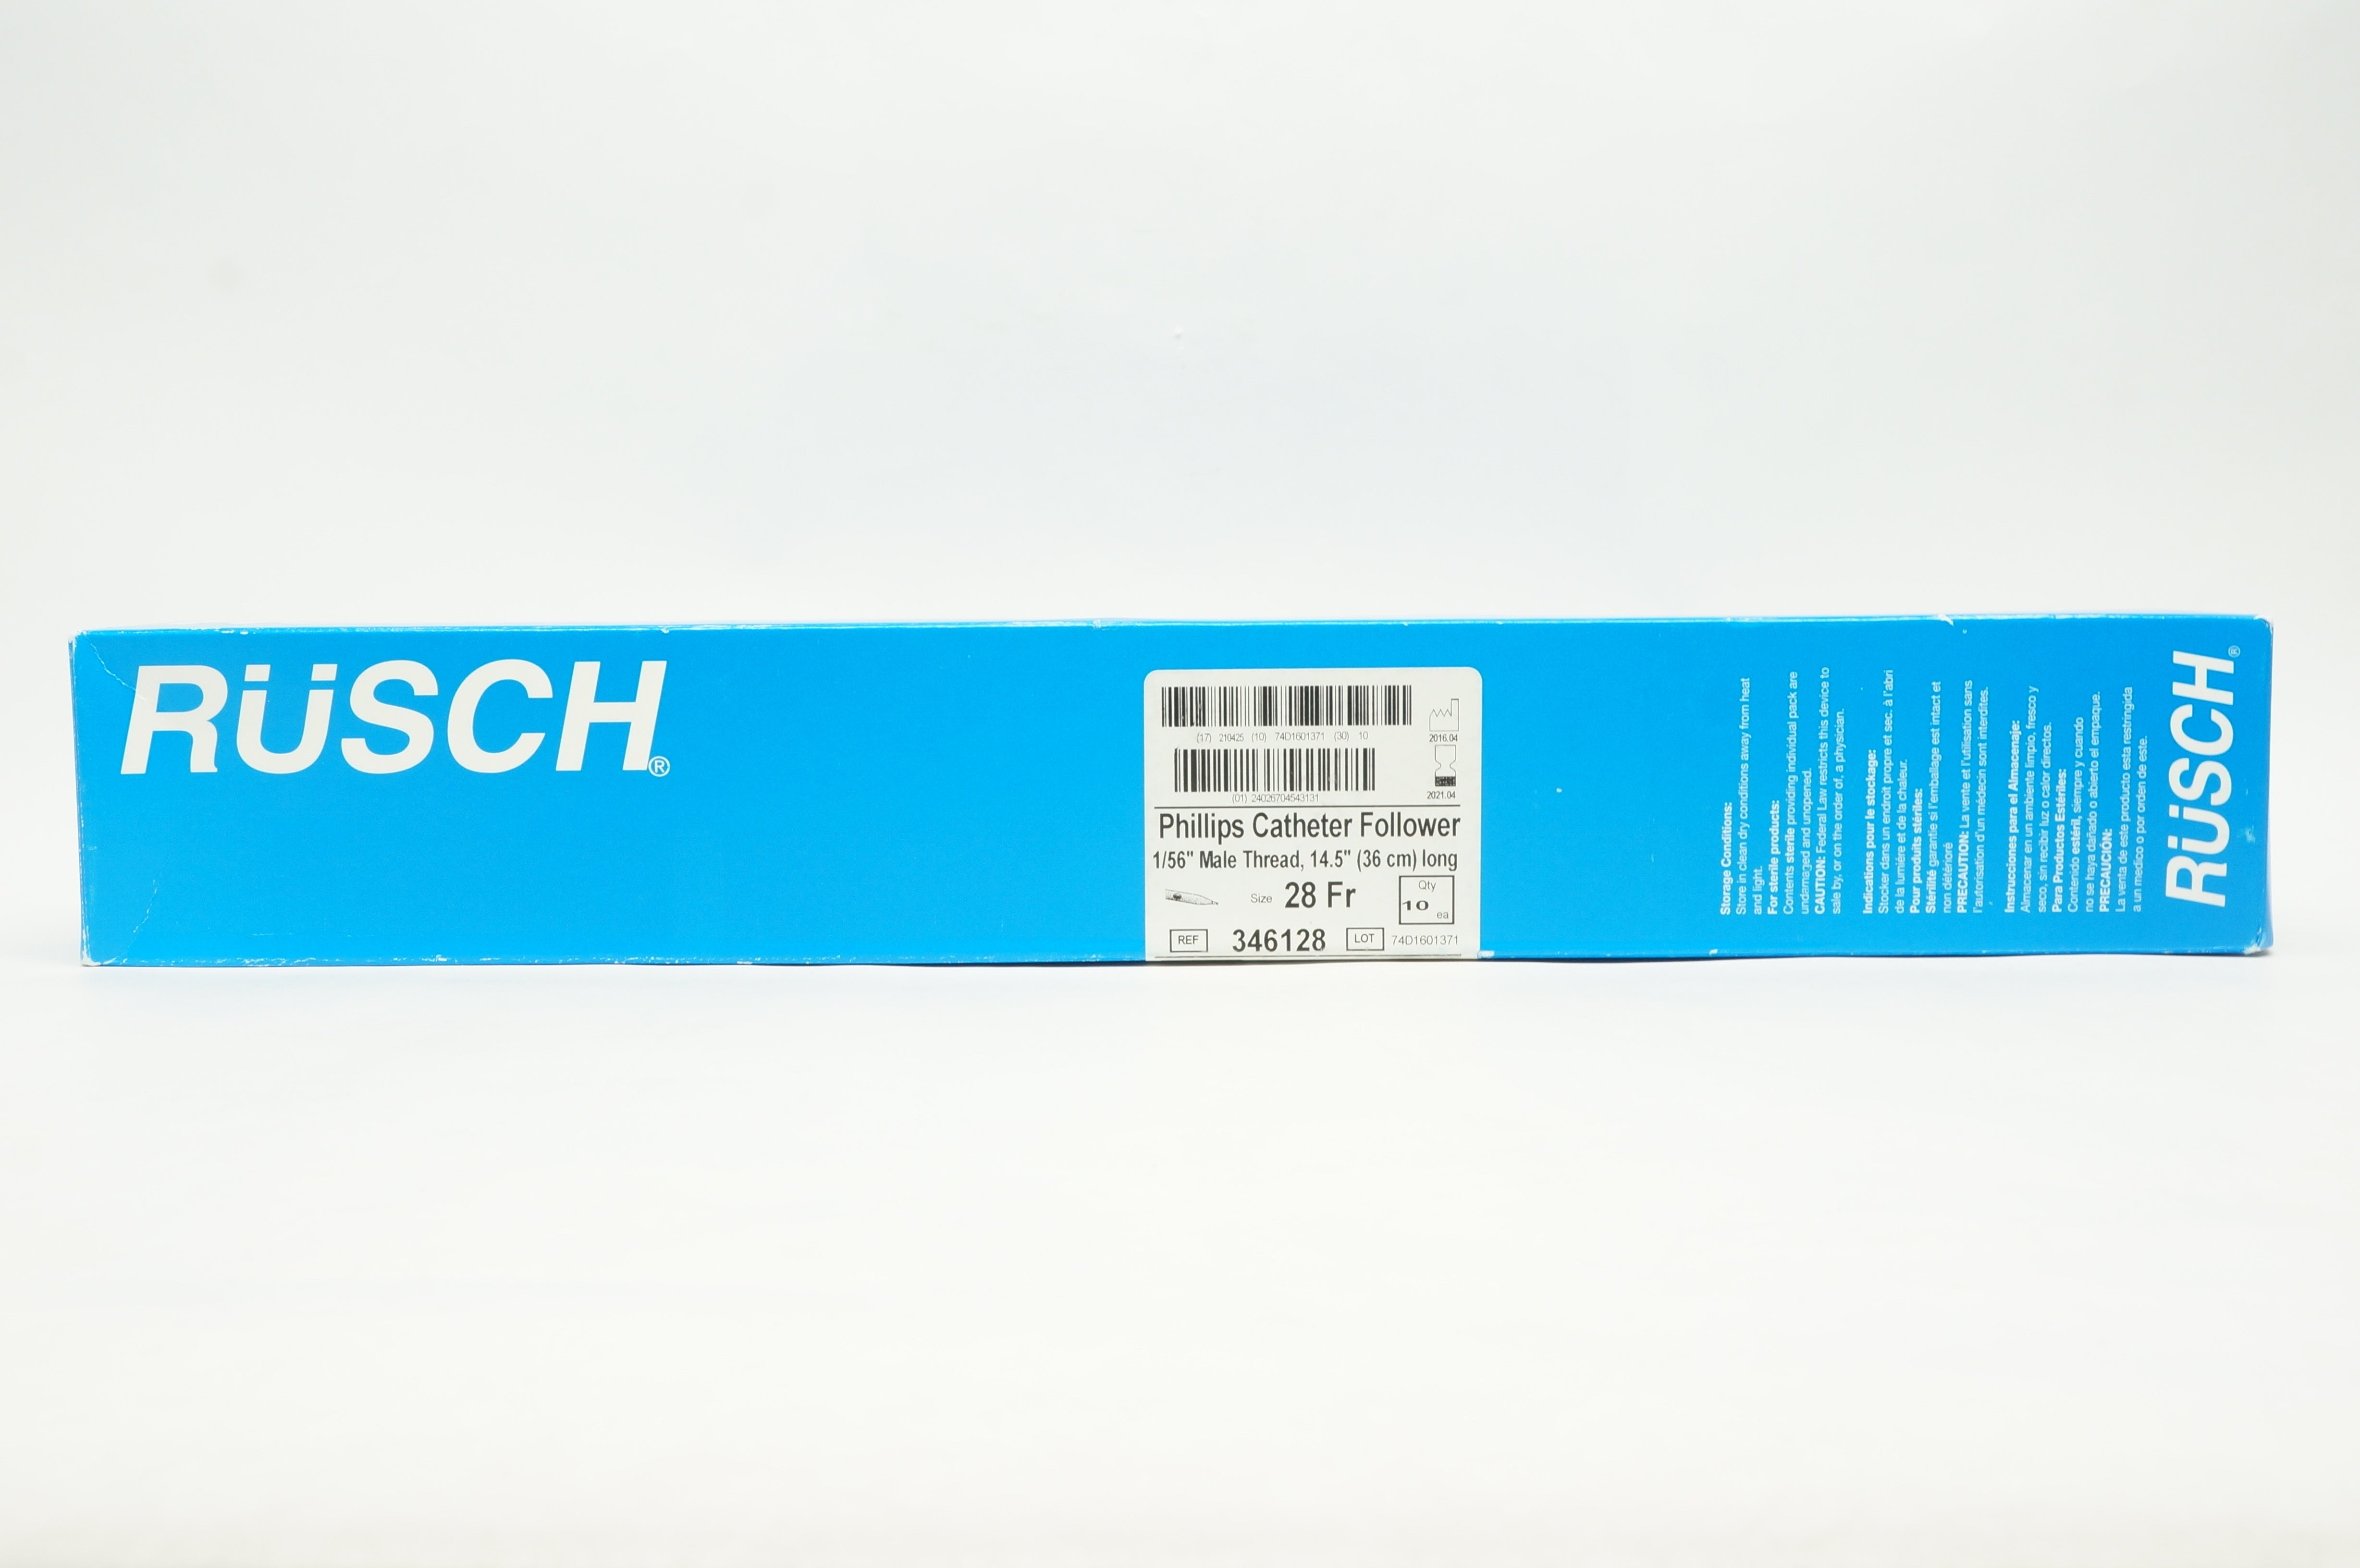 RÜSCH®
(17) 210425 (10) 74D1601371 (30) 10
2016.04
(01) 24026704543131
2021.04
Phillips Catheter Follower
1/56" Male Thread, 14.5" (36 cm) long
Size 28 Fr
Qty
10
ea
REF 346128 LOT 74D1601371
Storage Conditions:
Store in clean dry conditions away from heat
and light.
For sterile products:
Contents sterile providing individual pack are
undamaged and unopened.
CAUTION: Federal Law restricts this device to
sale by, or on the order of, a physician.
Indications pour le stockage:
Stocker dans un endroit propre et sec. à l'abri
de la lumière et de la chaleur.
Pour produits stériles:
Stérilité garantie si l'emballage est intact et
non détérioré
PRECAUTION: La vente et l'utilisation sans
l'autorisation d'un médecin sont interdites.
Instrucciones para el Almacenaje:
Almacenar en un ambiente limpio, fresco y
seco, sin recibir luz o calor directos.
Para Productos Estériles:
Contenido estéril, siempre y cuando
no se haya dañado o abierto el empaque.
PRECAUCIÓN:
La venta de este producto esta restringida
a un medico o por orden de este.
RÜSCH®